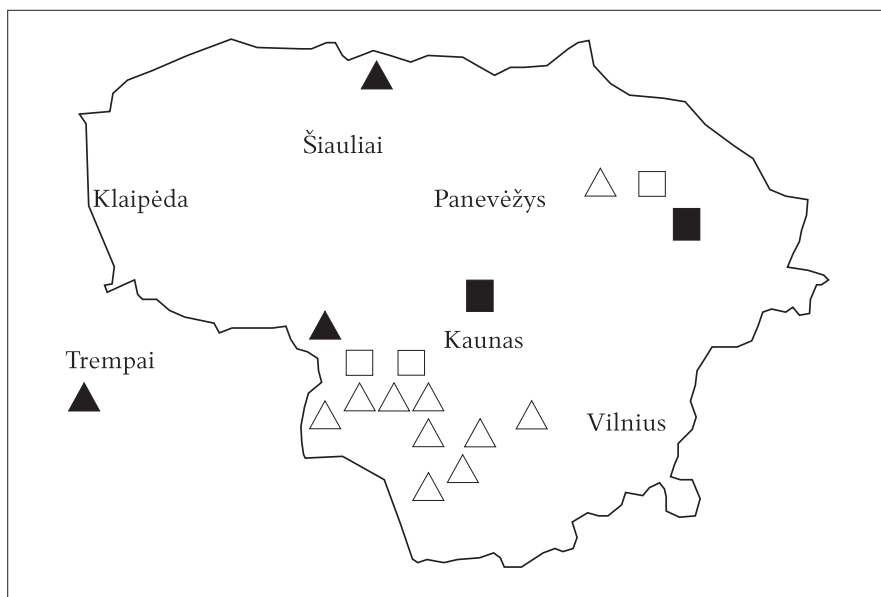 Šiauliai
Klaipėda
Panevėžys
Kaunas
Trempai
Vilnius